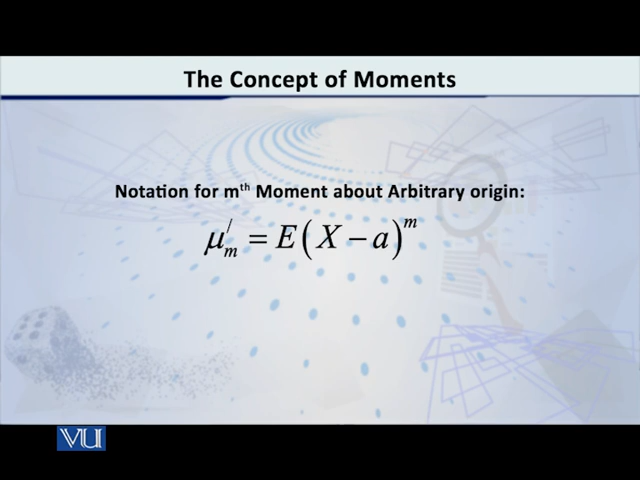 The Concept of Moments
Notation for mᵗʰ Moment about Arbitrary origin:
μ′ₘ = E(X − a)ᵐ
VU